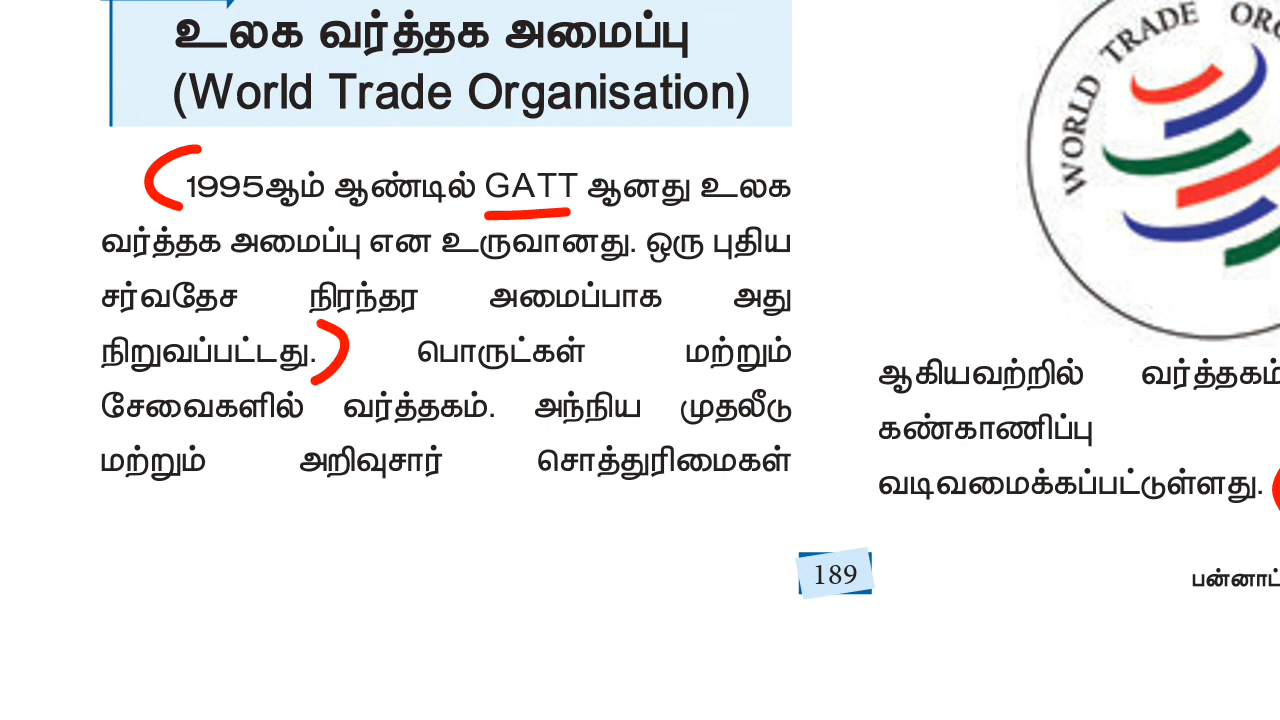 உலக வர்த்தக அமைப்பு
(World Trade Organisation)
1995ஆம் ஆண்டில் GATT ஆனது உலக
வர்த்தக அமைப்பு என உருவானது. ஒரு புதிய
சர்வதேச நிரந்தர அமைப்பாக அது
நிறுவப்பட்டது. பொருட்கள் மற்றும்
சேவைகளில் வர்த்தகம். அந்நிய முதலீடு
மற்றும் அறிவுசார் சொத்துரிமைகள்
WORLD TRADE
ஆகியவற்றில் வர்த்தகம்
கண்காணிப்பு
வடிவமைக்கப்பட்டுள்ளது.
189